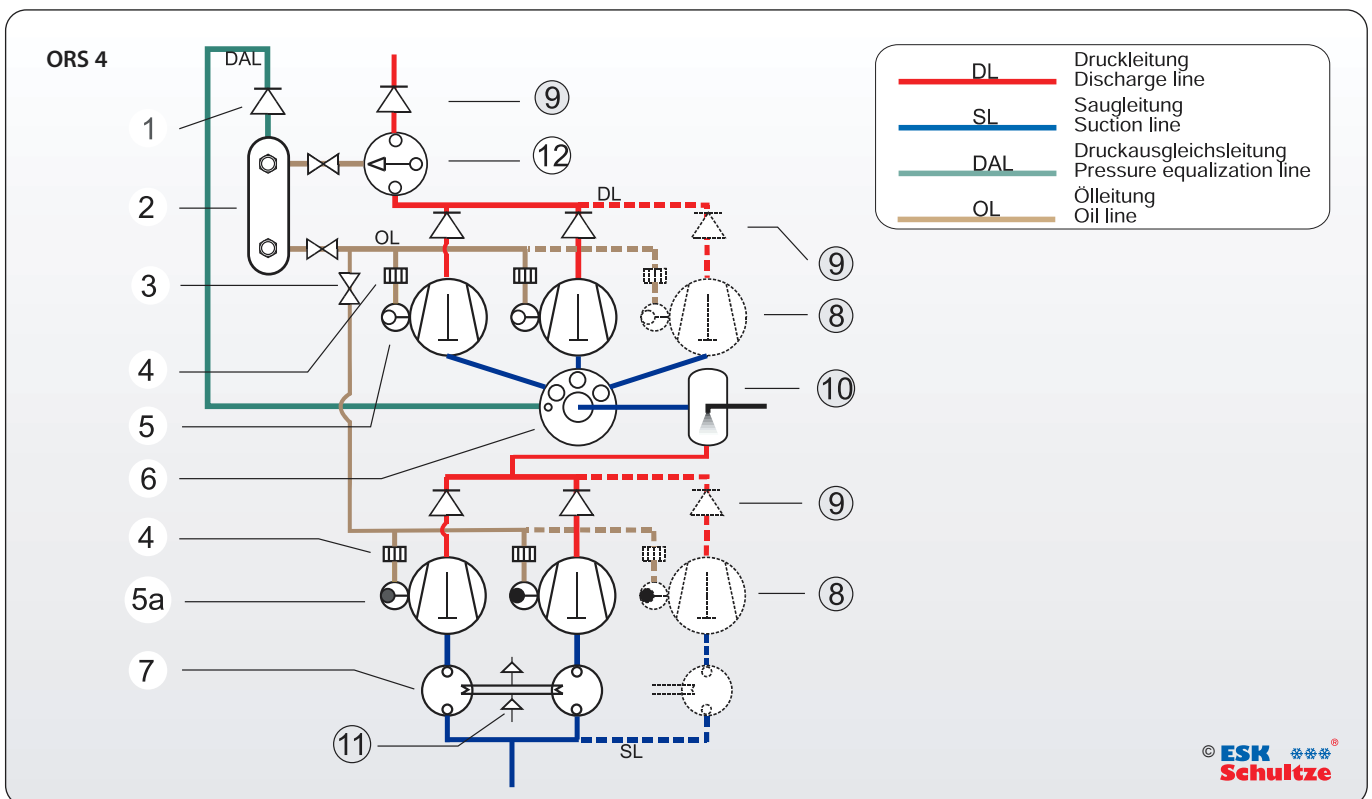 ORS 4
DAL
DL
Druckleitung
Discharge line
SL
Saugleitung
Suction line
DAL
Druckausgleichsleitung
Pressure equalization line
OL
Ölleitung
Oil line
9
1
12
2
DL
OL
9
3
8
4
10
5
6
9
4
5a
8
7
11
SL
© ESK ®
Schultze